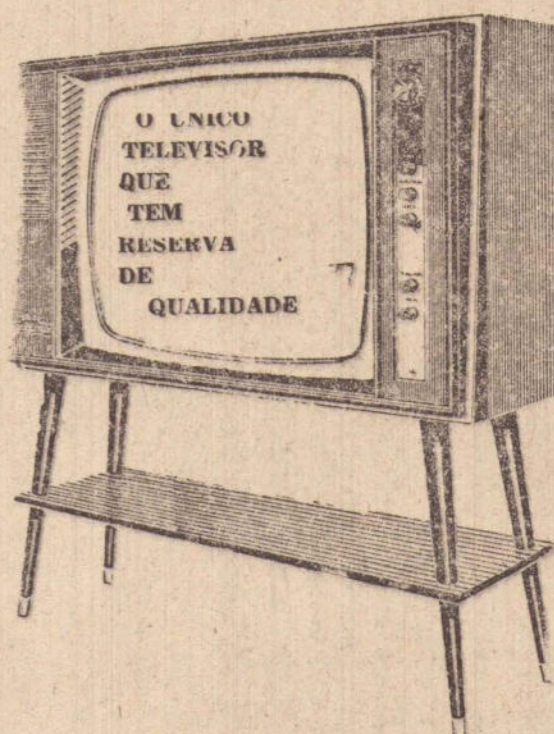 O UNICO
TELEVISOR
QUE
TEM
RESERVA
DE
QUALIDADE